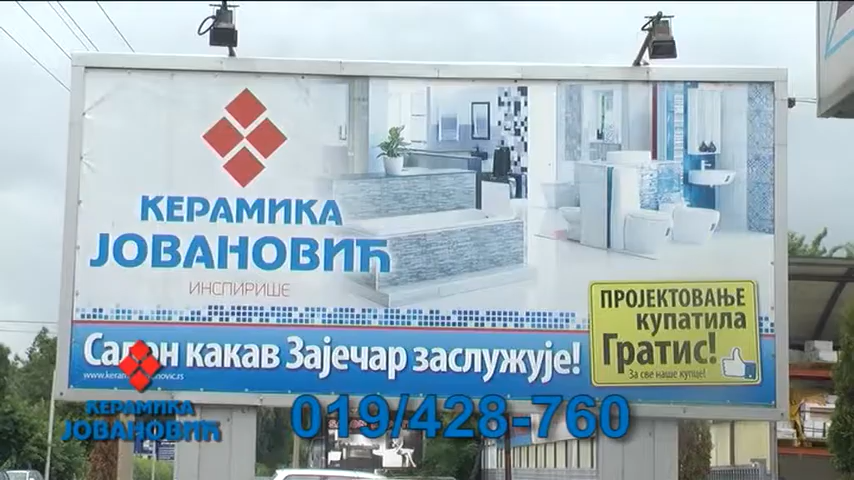 КЕРАМИКА
ЈОВАНОВИЋ
ИНСПИРИШЕ
ПРОЈЕКТОВАЊЕ
КУПАТИЛА
Гратис!
За све наше купце!
Салон какав Зајечар заслужује!
КЕРАМИКА
ЈОВАНОВИЋ
019/428-760